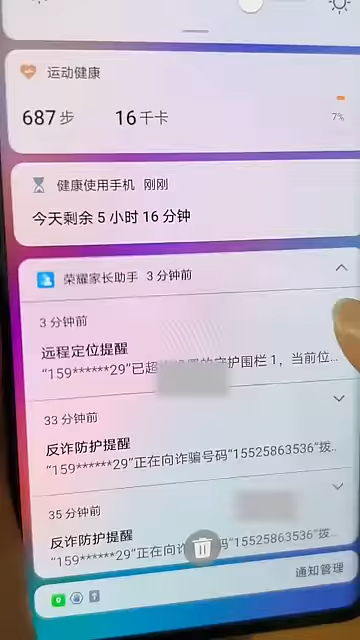 运动健康
687 步 16 千卡
7%
健康使用手机 刚刚
今天剩余 5 小时 16 分钟
荣耀家长助手 3 分钟前
3 分钟前
远程定位提醒
“159******29”已超 守护围栏 1，当前位...
33 分钟前
反诈防护提醒
“159******29”正在向诈骗号码“15525863536”拨...
35 分钟前
反诈防护提醒
“159******29”正在向诈 码“15525863536”拨...
通知管理